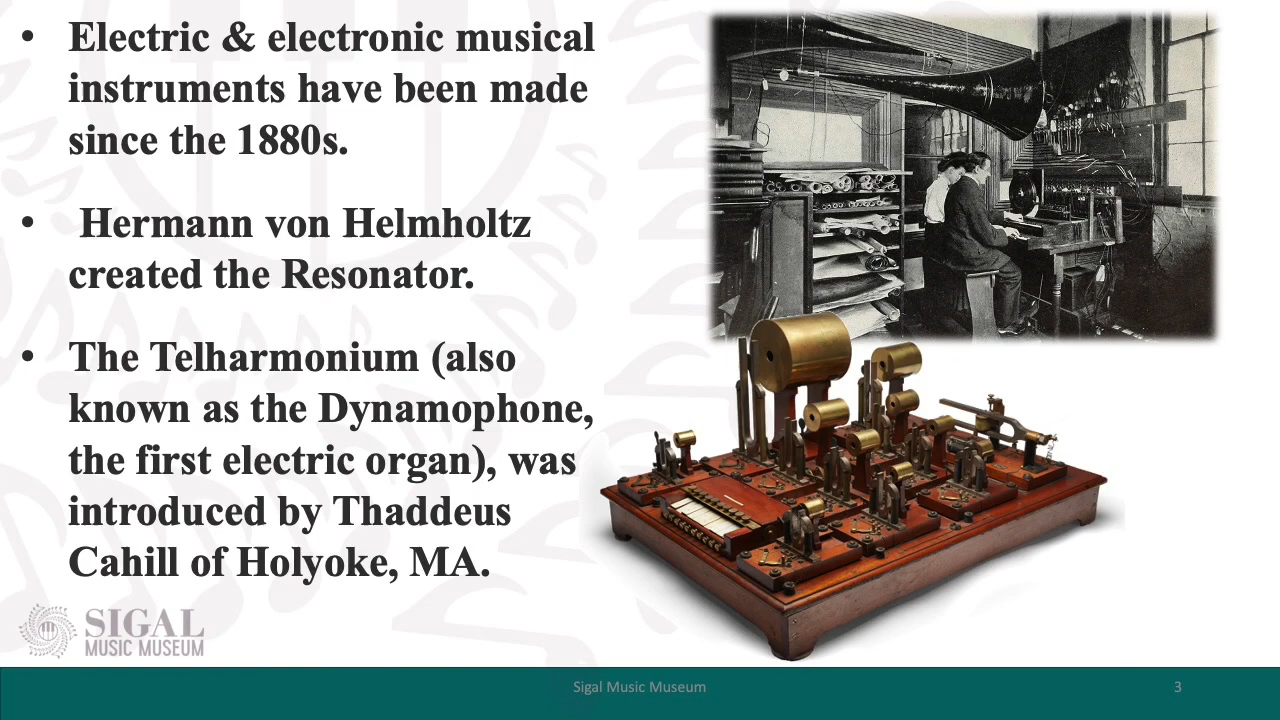 • Electric & electronic musical
instruments have been made
since the 1880s.
• Hermann von Helmholtz
created the Resonator.
• The Telharmonium (also
known as the Dynamophone,
the first electric organ), was
introduced by Thaddeus
Cahill of Holyoke, MA.
SIGAL
MUSIC MUSEUM
Sigal Music Museum
3